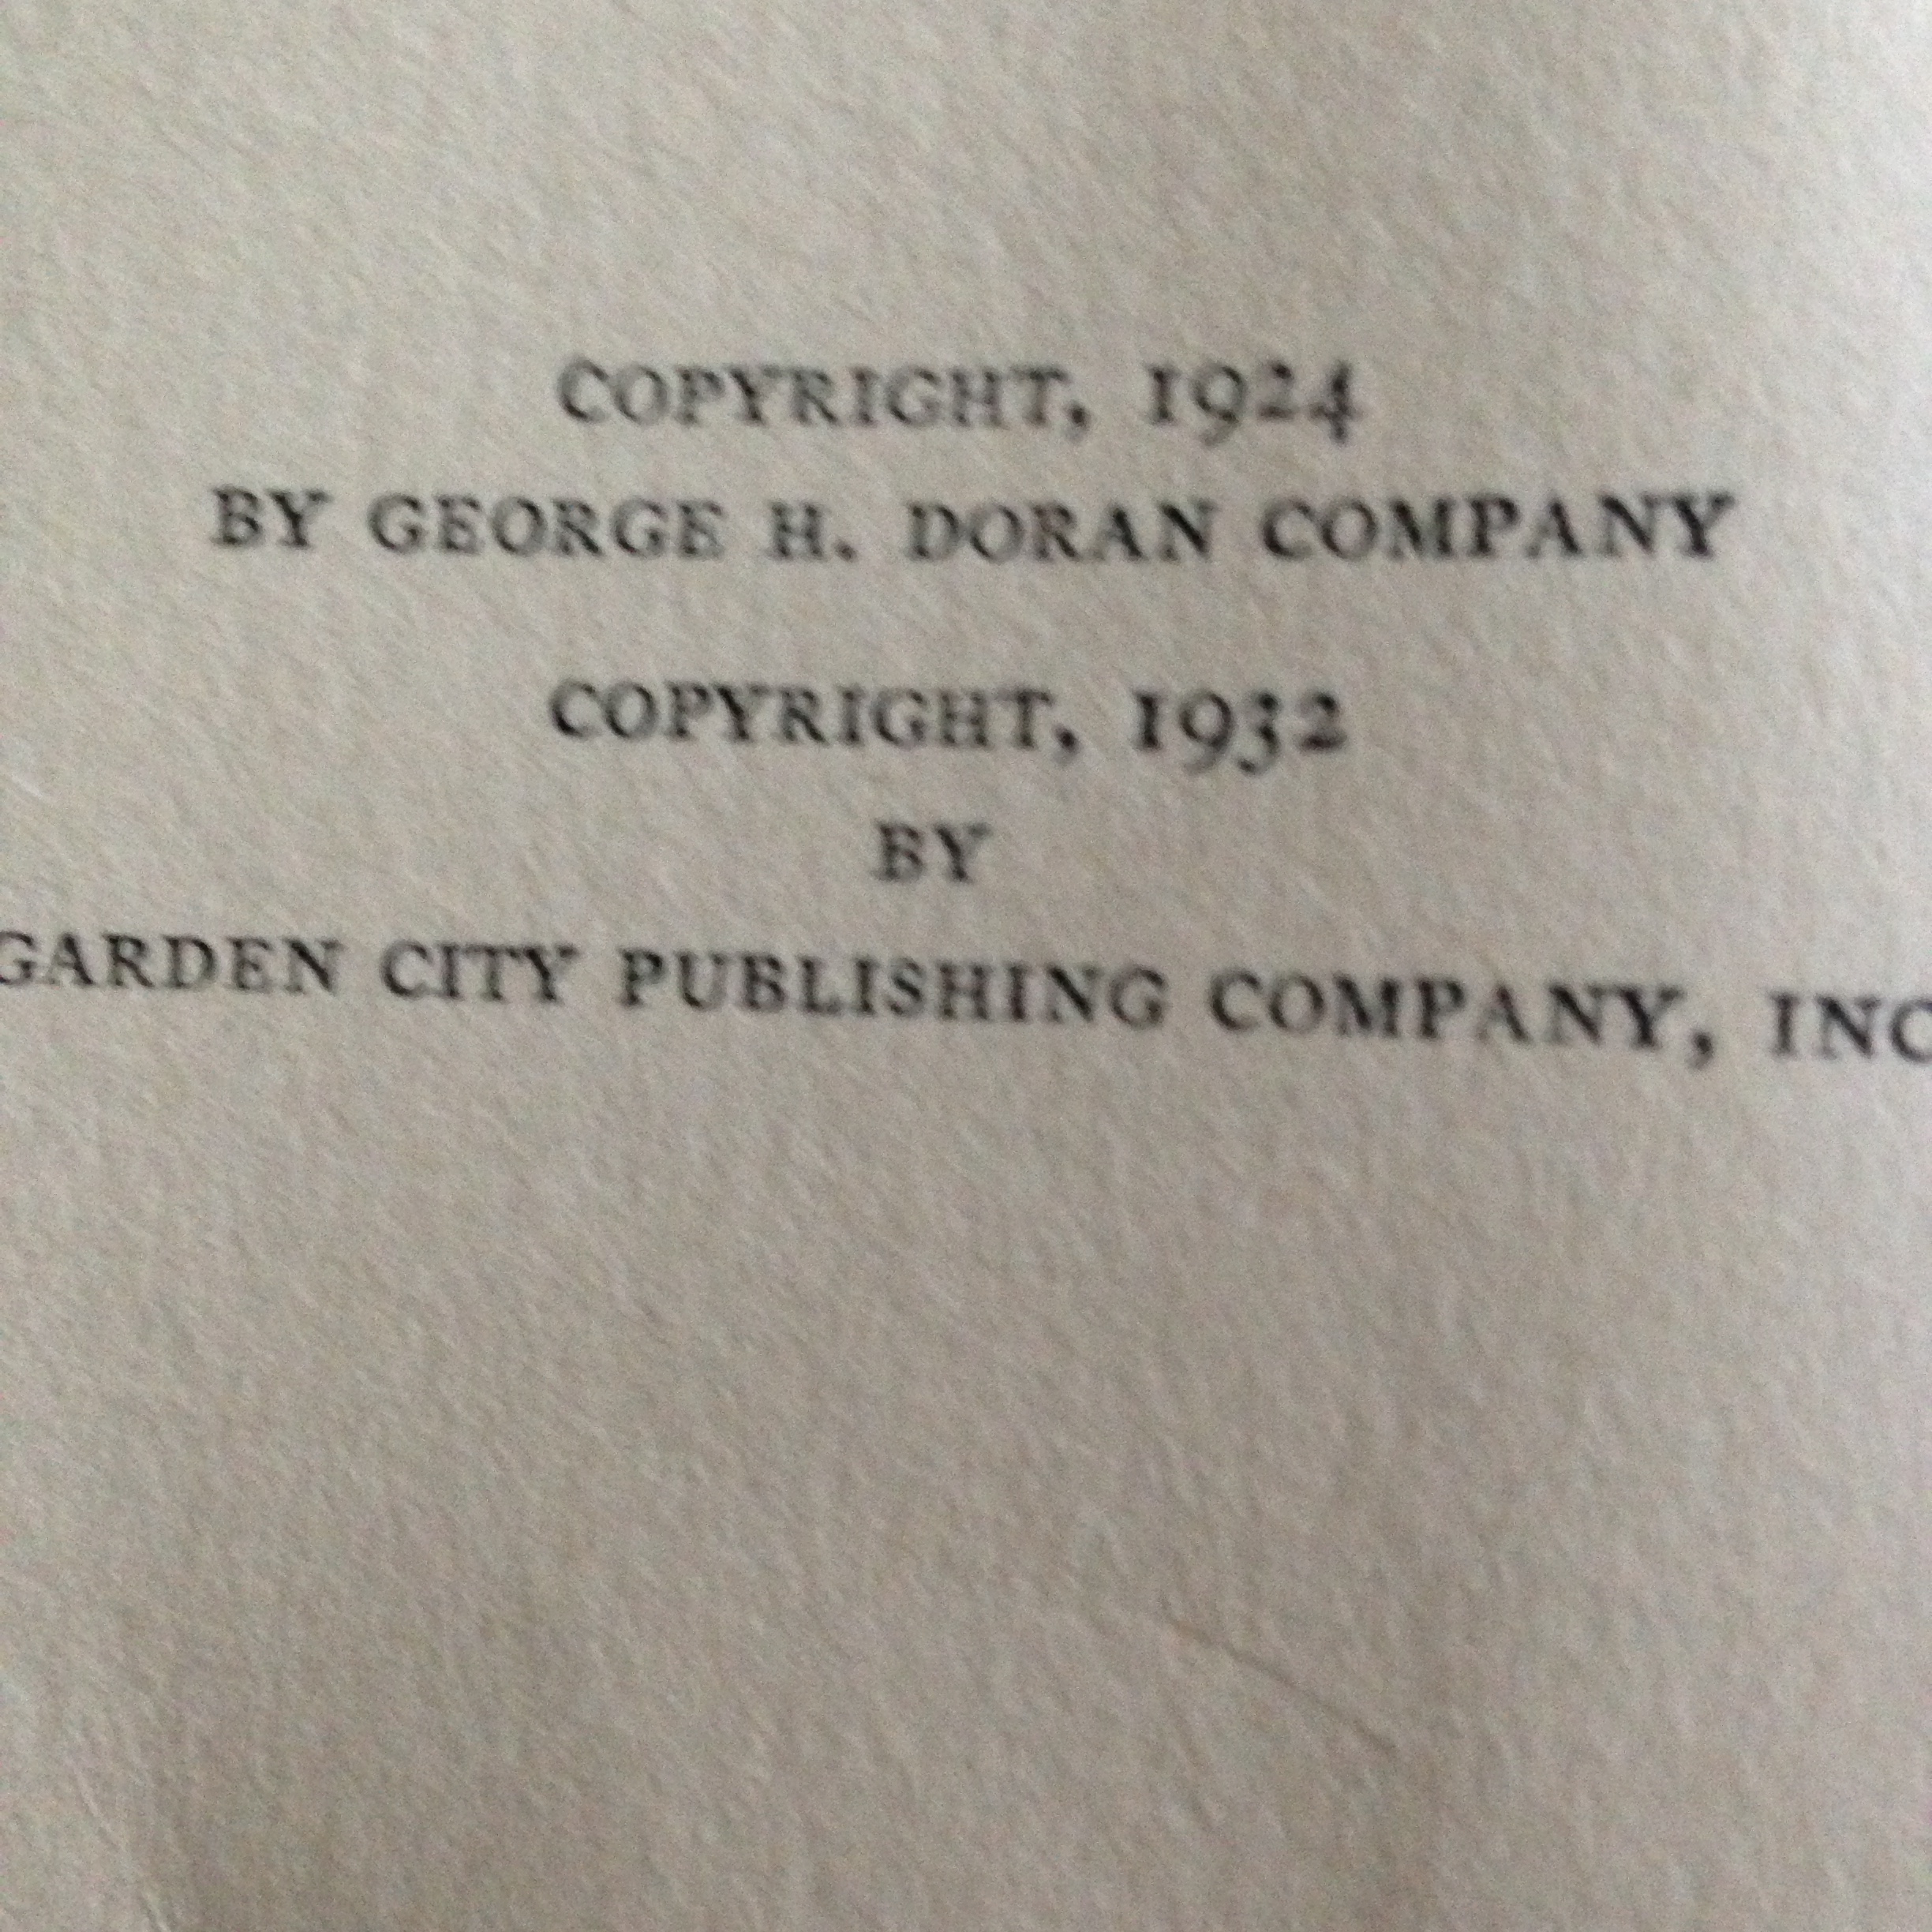 COPYRIGHT, 1924
BY GEORGE H. DORAN COMPANY
COPYRIGHT, 1932
BY
GARDEN CITY PUBLISHING COMPANY, INC